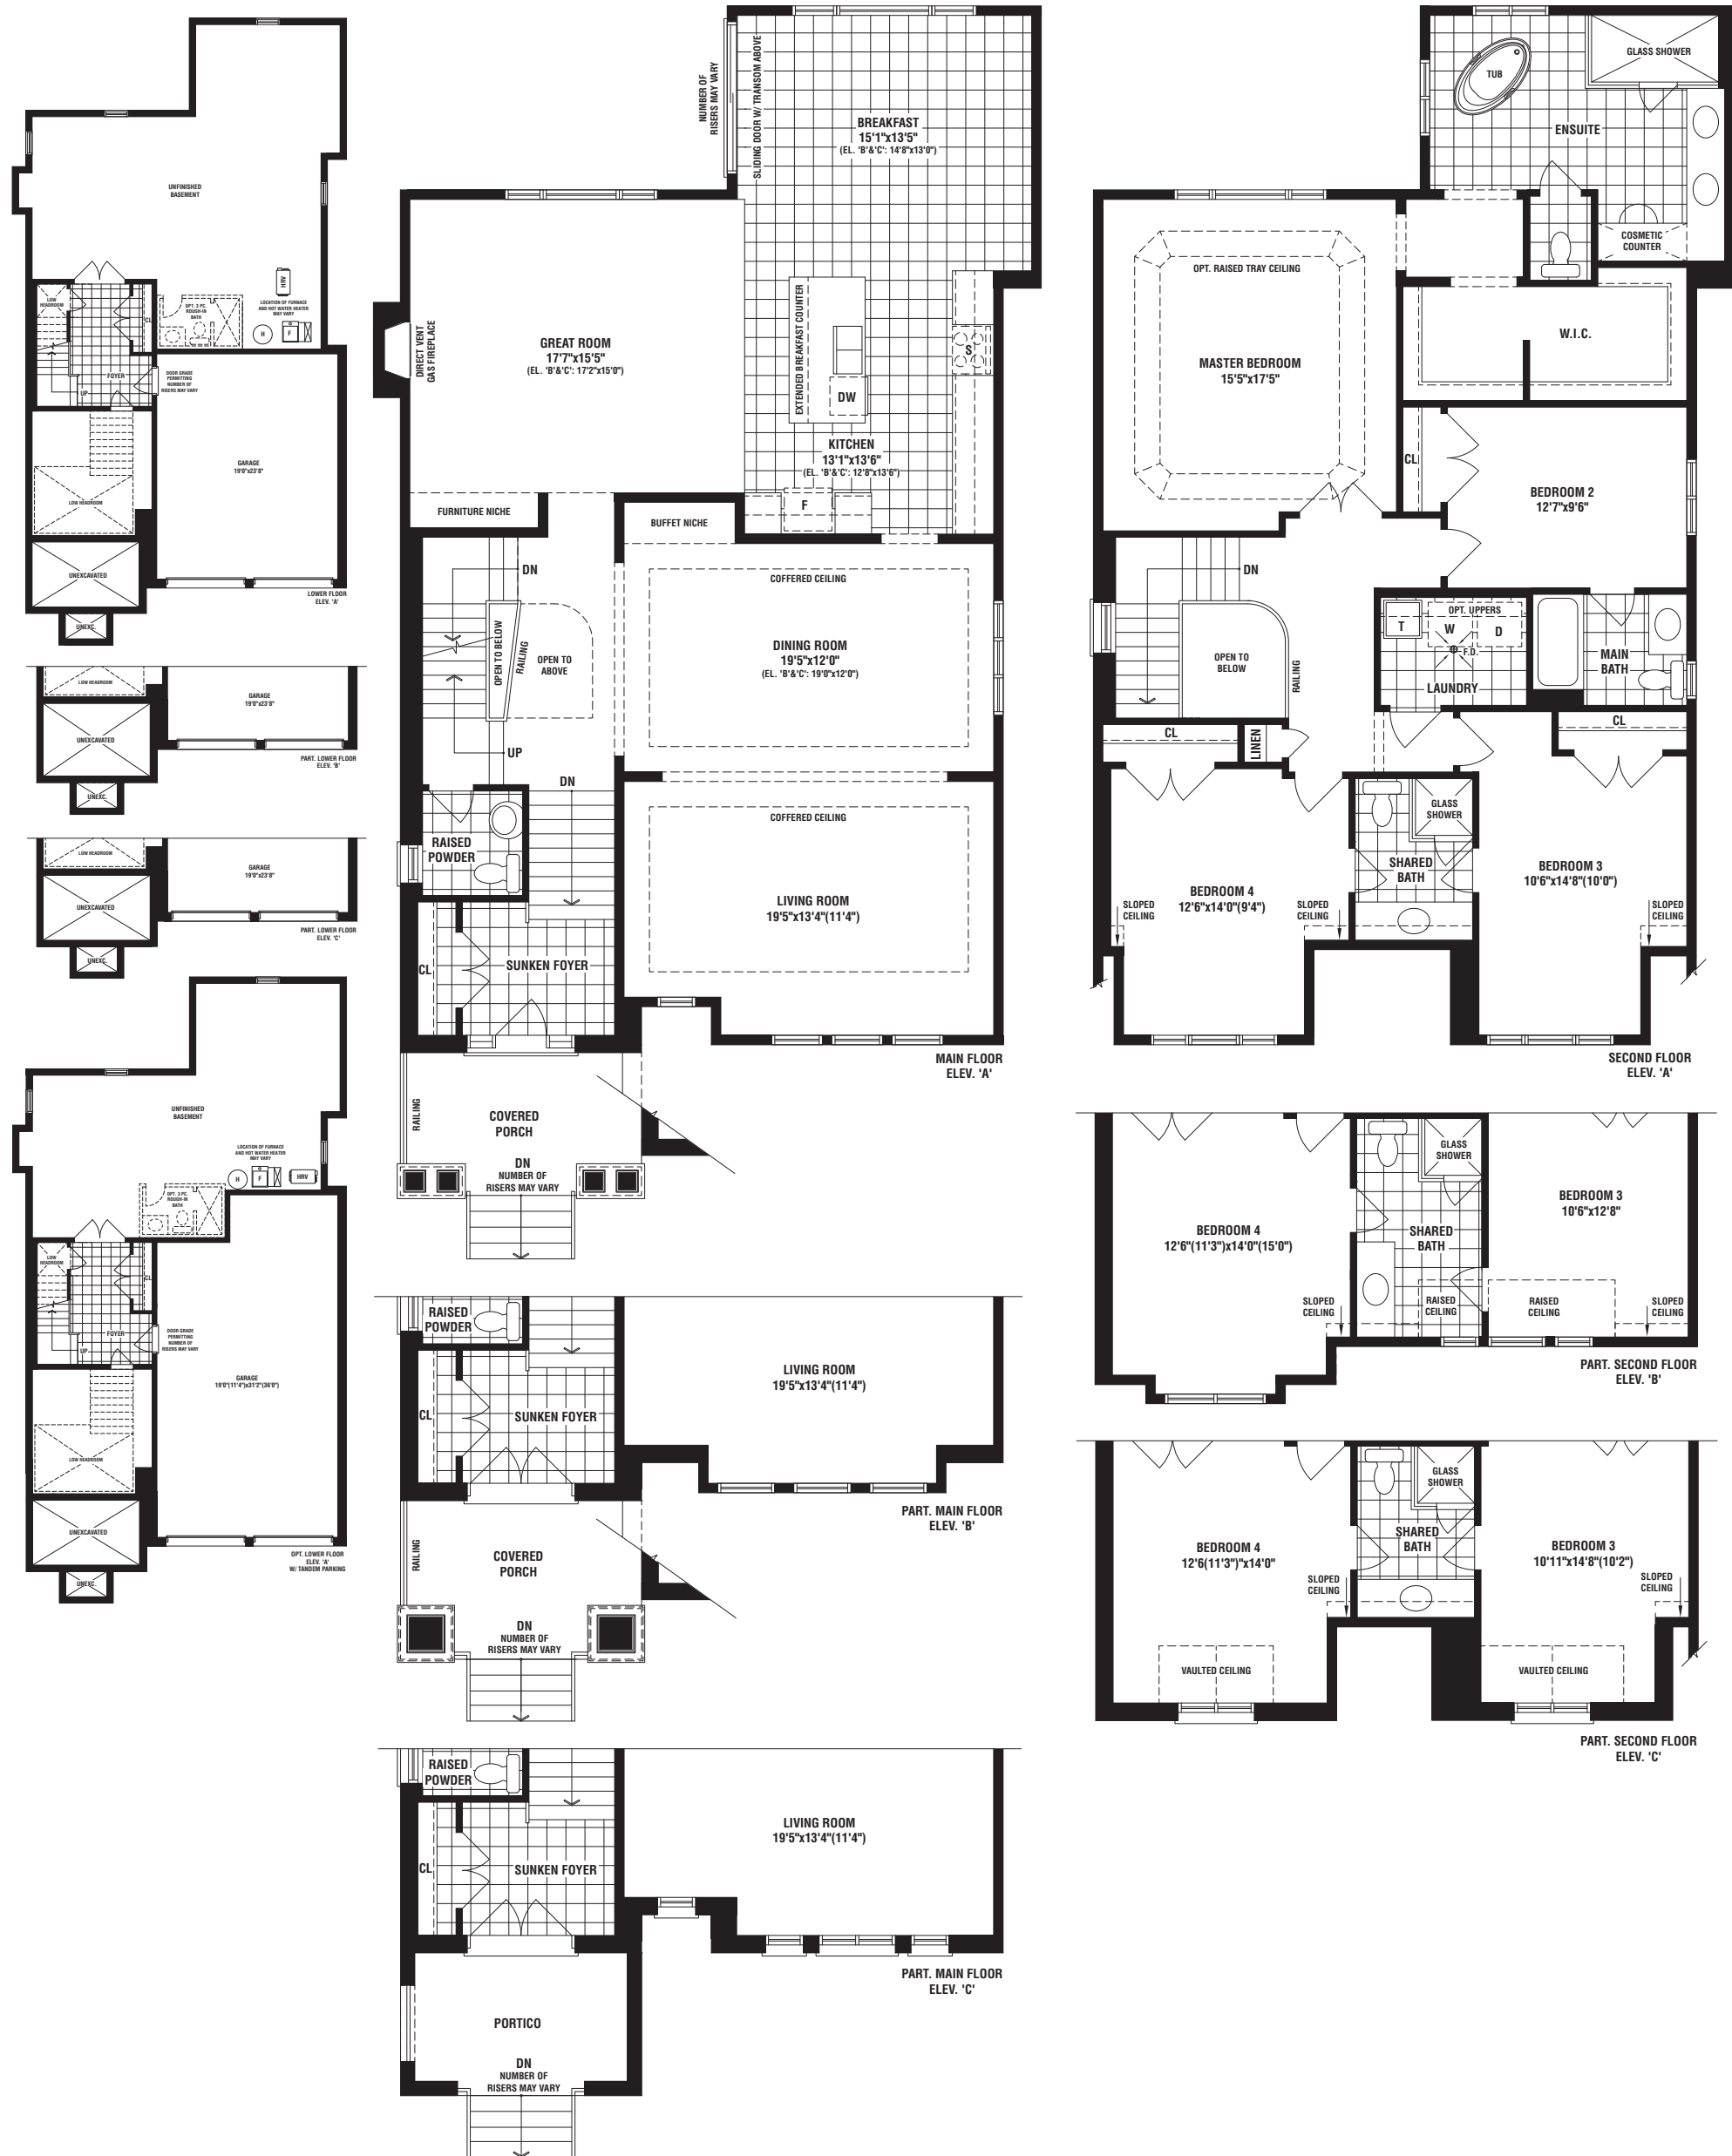 UNFINISHED
BASEMENT
LOW
HEADROOM
OPT. 3 PC.
ROUGH-IN
BATH
HRV
LOCATION OF FURNACE
AND HOT WATER HEATER
MAY VARY
H
F
CL
FOYER
UP
DOOR GRADE
PERMITTING
NUMBER OF
RISERS MAY VARY
GARAGE
19'0"x23'8"
LOW HEADROOM
UNEXCAVATED
UNEXC.
LOWER FLOOR
ELEV. 'A'
LOW HEADROOM
GARAGE
19'0"x23'8"
UNEXCAVATED
UNEXC.
PART. LOWER FLOOR
ELEV. 'B'
LOW HEADROOM
GARAGE
19'0"x23'8"
UNEXCAVATED
UNEXC.
PART. LOWER FLOOR
ELEV. 'C'
UNFINISHED
BASEMENT
LOCATION OF FURNACE
AND HOT WATER HEATER
MAY VARY
H
F
HRV
OPT. 3 PC.
ROUGH-IN
BATH
LOW
HEADROOM
CL
FOYER
UP
DOOR GRADE
PERMITTING
NUMBER OF
RISERS MAY VARY
GARAGE
19'0"(11'4")x31'2"(36'0")
LOW HEADROOM
UNEXCAVATED
UNEXC.
OPT. LOWER FLOOR
ELEV. 'A'
W/ TANDEM PARKING
NUMBER OF
RISERS MAY VARY
SLIDING DOOR W/ TRANSOM ABOVE
BREAKFAST
15'1"x13'5"
(EL. 'B'&'C': 14'8"x13'0")
DIRECT VENT
GAS FIREPLACE
GREAT ROOM
17'7"x15'5"
(EL. 'B'&'C': 17'2"x15'0")
EXTENDED BREAKFAST COUNTER
DW
S
KITCHEN
13'1"x13'6"
(EL. 'B'&'C': 12'8"x13'6")
F
FURNITURE NICHE
BUFFET NICHE
DN
OPEN TO BELOW
RAILING
OPEN TO
ABOVE
UP
COFFERED CEILING
DINING ROOM
19'5"x12'0"
(EL. 'B'&'C': 19'0"x12'0")
DN
RAISED
POWDER
COFFERED CEILING
LIVING ROOM
19'5"x13'4"(11'4")
CL
SUNKEN FOYER
MAIN FLOOR
ELEV. 'A'
RAILING
COVERED
PORCH
DN
NUMBER OF
RISERS MAY VARY
RAISED
POWDER
LIVING ROOM
19'5"x13'4"(11'4")
CL
SUNKEN FOYER
PART. MAIN FLOOR
ELEV. 'B'
RAILING
COVERED
PORCH
DN
NUMBER OF
RISERS MAY VARY
RAISED
POWDER
LIVING ROOM
19'5"x13'4"(11'4")
CL
SUNKEN FOYER
PART. MAIN FLOOR
ELEV. 'C'
PORTICO
DN
NUMBER OF
RISERS MAY VARY
TUB
GLASS SHOWER
ENSUITE
COSMETIC
COUNTER
OPT. RAISED TRAY CEILING
MASTER BEDROOM
15'5"x17'5"
W.I.C.
CL
BEDROOM 2
12'7"x9'6"
DN
OPEN TO
BELOW
RAILING
OPT. UPPERS
T
W
D
F.D.
LAUNDRY
MAIN
BATH
CL
LINEN
CL
GLASS
SHOWER
SHARED
BATH
BEDROOM 4
12'6"x14'0"(9'4")
BEDROOM 3
10'6"x14'8"(10'0")
SLOPED
CEILING
SLOPED
CEILING
SLOPED
CEILING
SECOND FLOOR
ELEV. 'A'
GLASS
SHOWER
BEDROOM 4
12'6"(11'3")x14'0"(15'0")
SHARED
BATH
BEDROOM 3
10'6"x12'8"
SLOPED
CEILING
RAISED
CEILING
RAISED
CEILING
SLOPED
CEILING
PART. SECOND FLOOR
ELEV. 'B'
GLASS
SHOWER
BEDROOM 4
12'6(11'3")"x14'0"
SHARED
BATH
BEDROOM 3
10'11"x14'8"(10'2")
SLOPED
CEILING
SLOPED
CEILING
VAULTED CEILING
VAULTED CEILING
PART. SECOND FLOOR
ELEV. 'C'